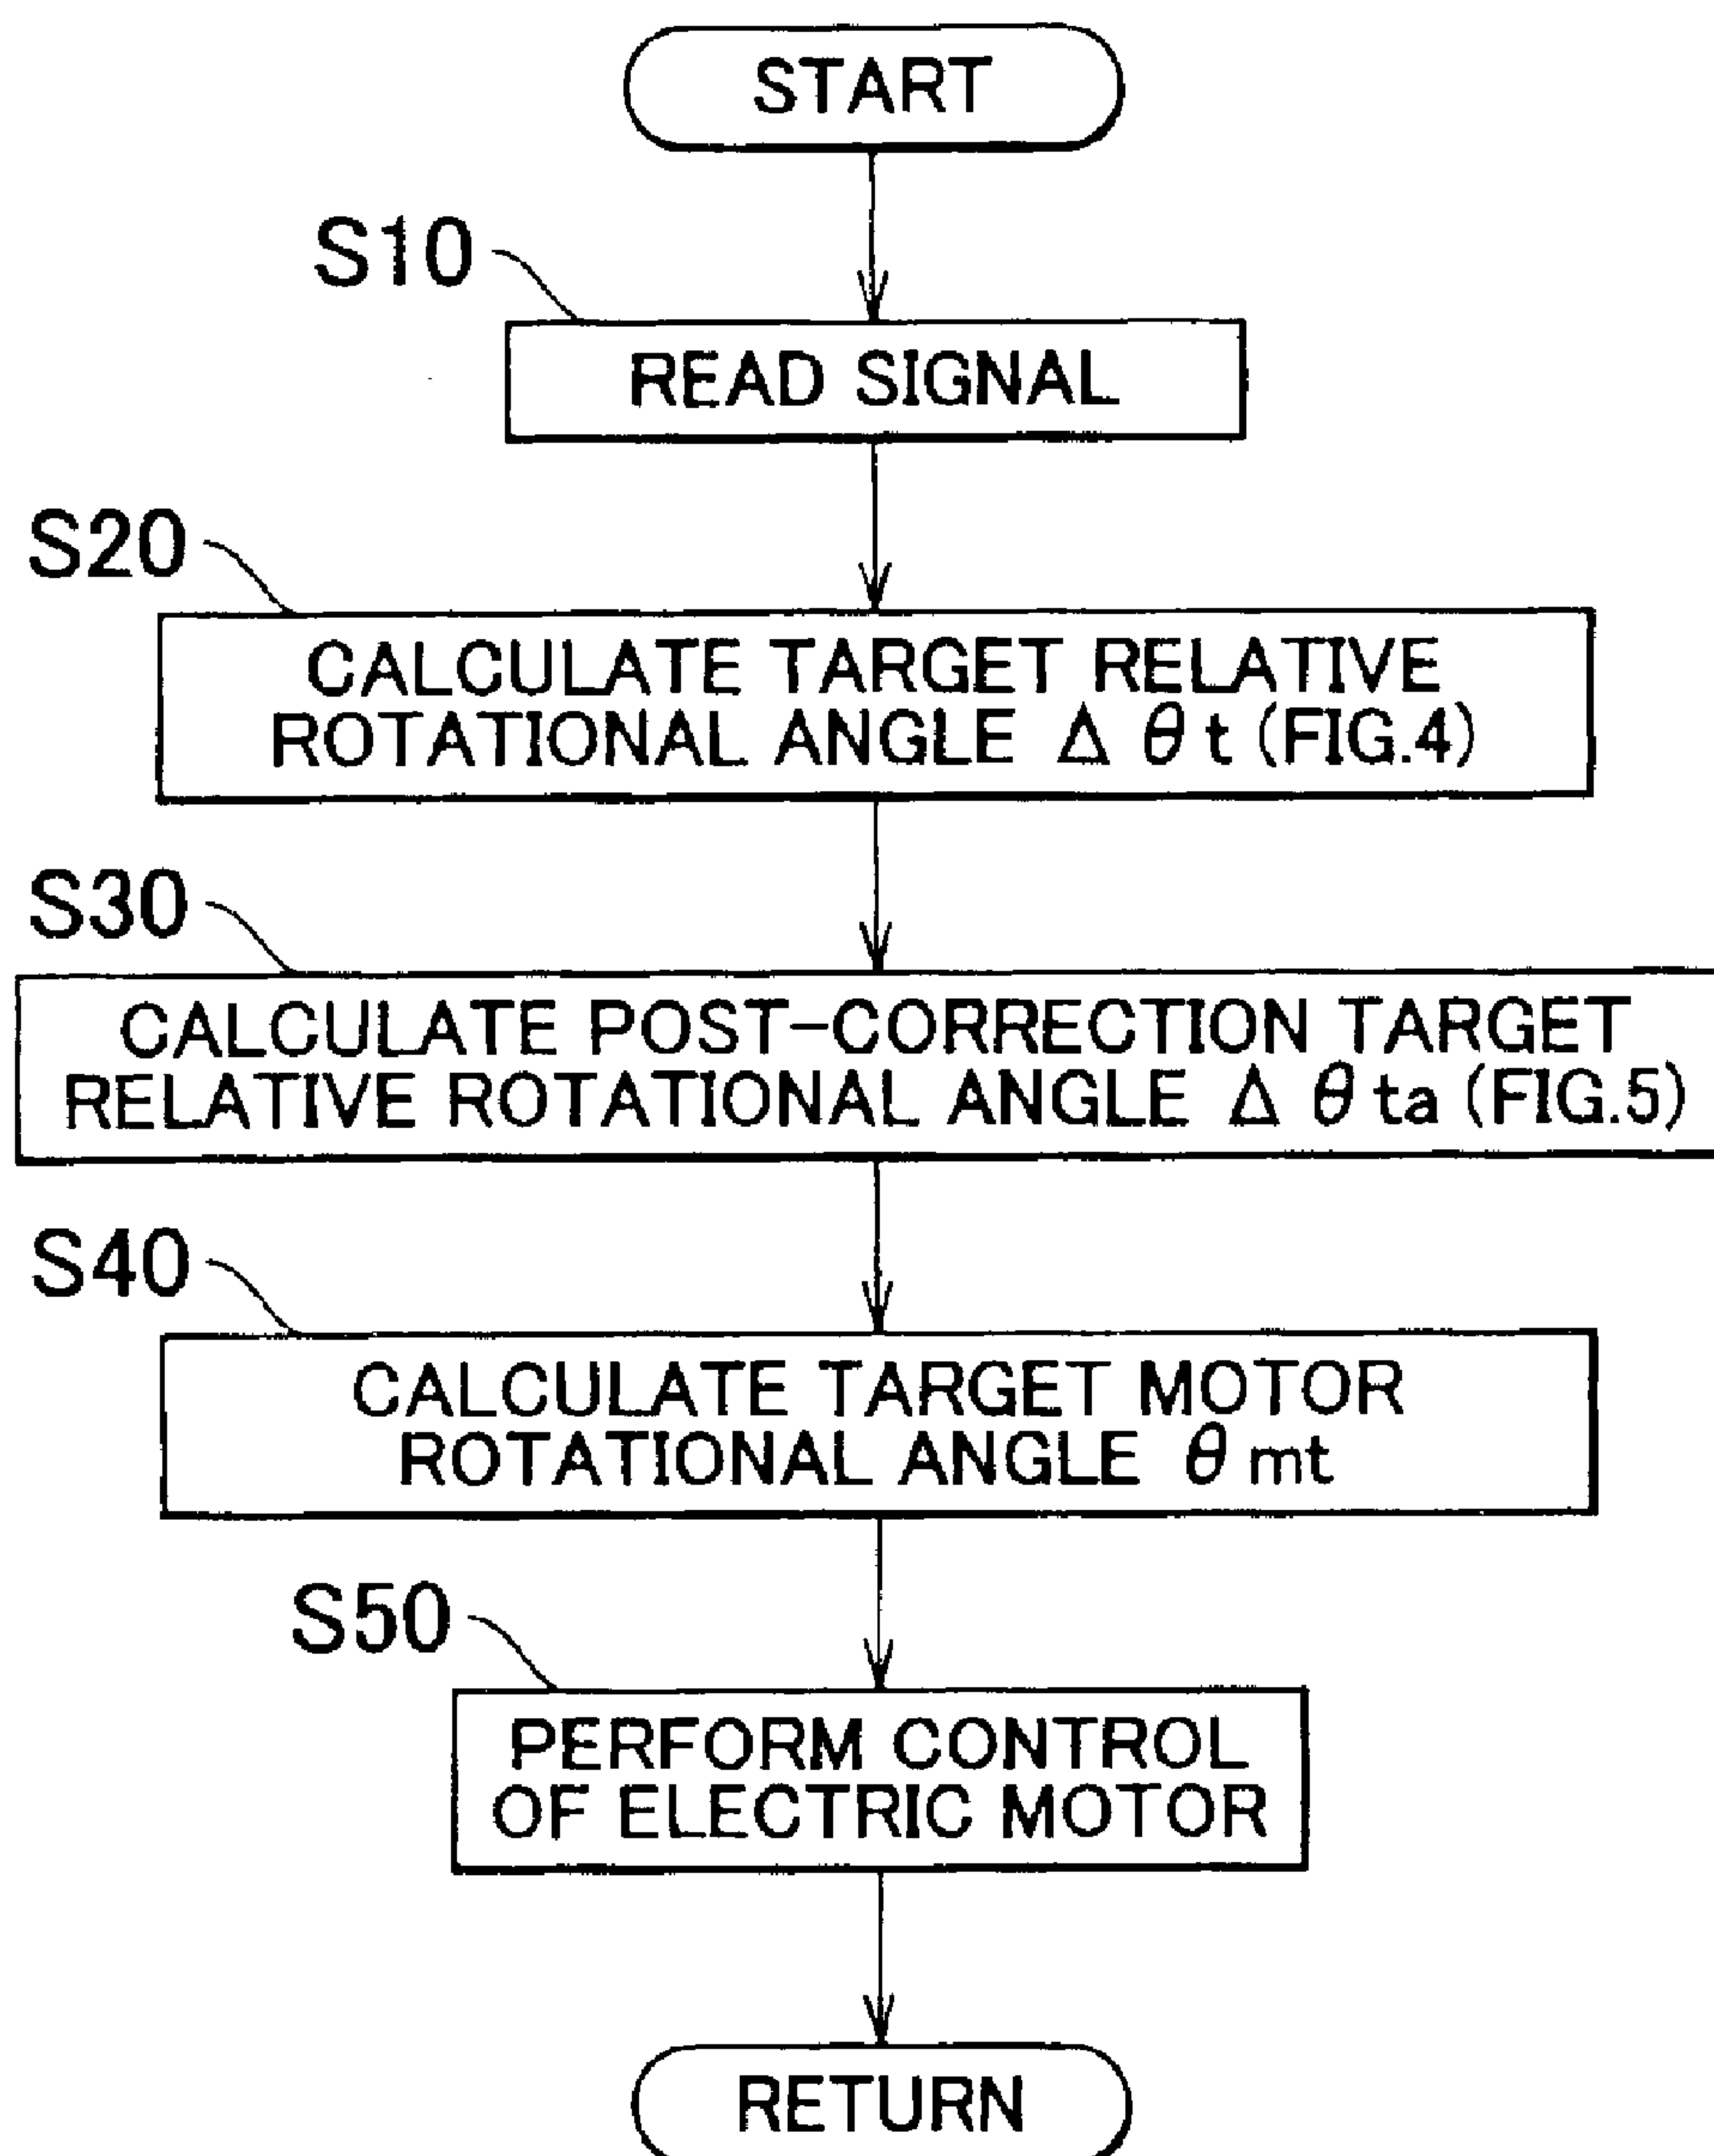 START
S10
READ SIGNAL
S20
CALCULATE TARGET RELATIVE
ROTATIONAL ANGLE Δ θ t (FIG.4)
S30
CALCULATE POST-CORRECTION TARGET
RELATIVE ROTATIONAL ANGLE Δ θ ta (FIG.5)
S40
CALCULATE TARGET MOTOR
ROTATIONAL ANGLE θ mt
S50
PERFORM CONTROL
OF ELECTRIC MOTOR
RETURN